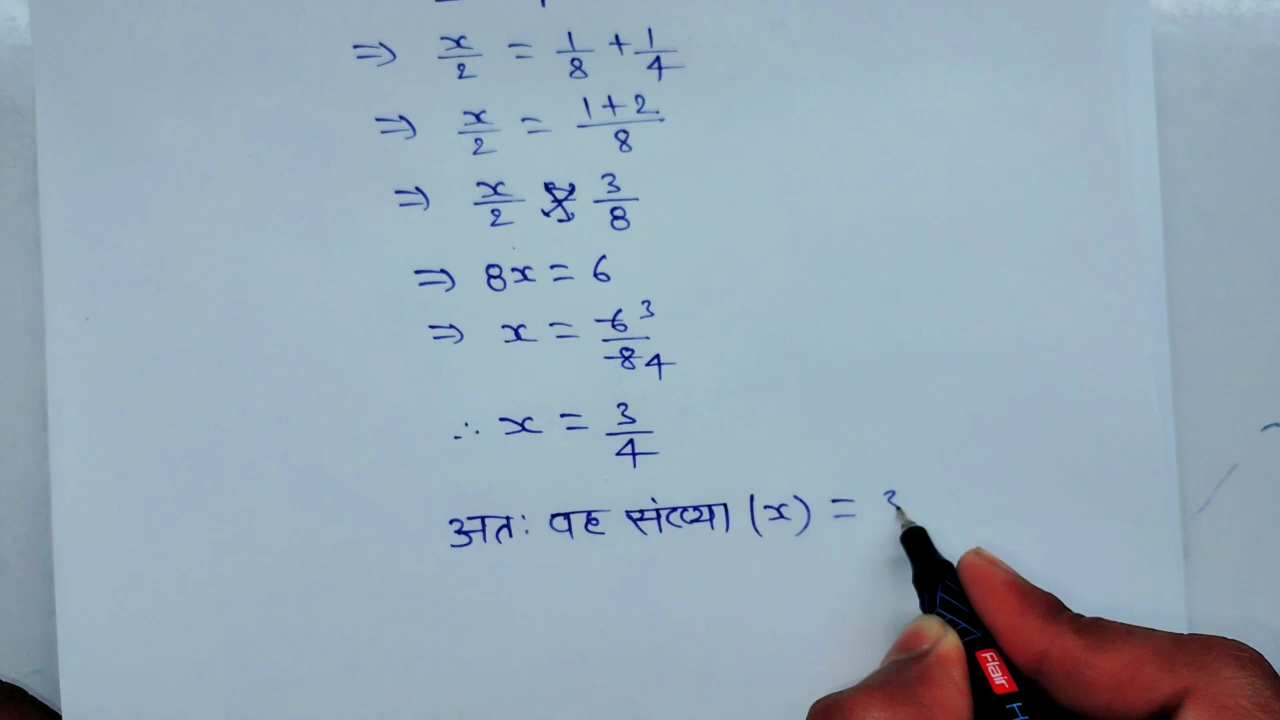 ⇒ x/2 = 1/8 + 1/4
⇒ x/2 = 1+2/8
⇒ x/2 3/8
⇒ 8x = 6
⇒ x = 6 3/8 4
∴ x = 3/4
अतः वह संख्या (x) = 3
Flair
H